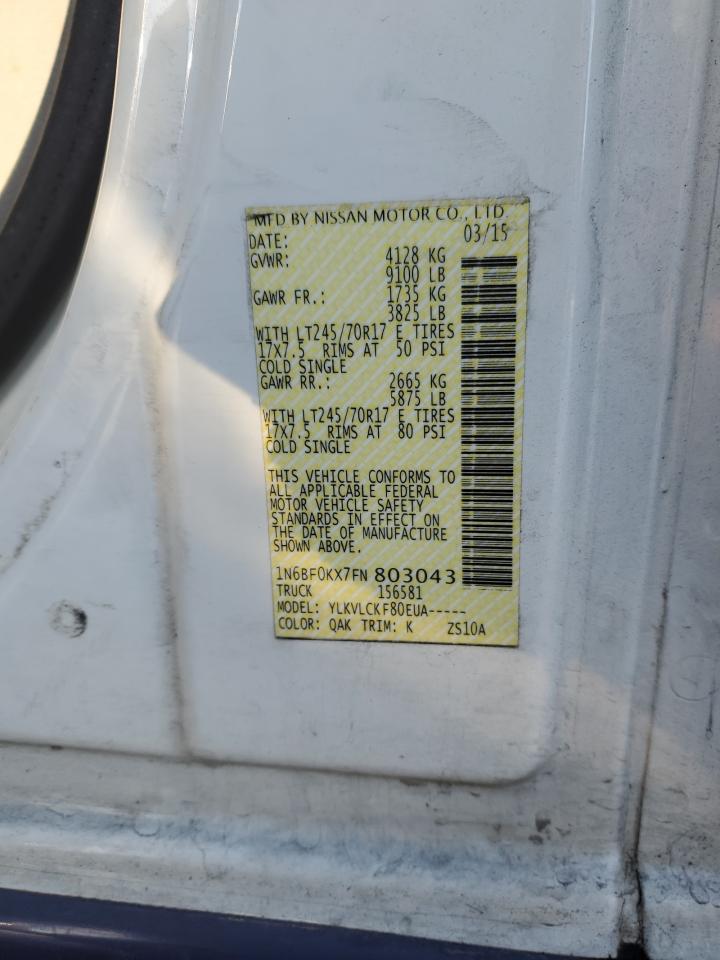 MFD BY NISSAN MOTOR CO., LTD.
DATE: 03/15
GVWR: 4128 KG
9100 LB
GAWR FR.: 1735 KG
3825 LB
WITH LT245/70R17 E TIRES
17X7.5 RIMS AT 50 PSI
COLD SINGLE
GAWR RR.: 2665 KG
5875 LB
WITH LT245/70R17 E TIRES
17X7.5 RIMS AT 80 PSI
COLD SINGLE
THIS VEHICLE CONFORMS TO
ALL APPLICABLE FEDERAL
MOTOR VEHICLE SAFETY
STANDARDS IN EFFECT ON
THE DATE OF MANUFACTURE
SHOWN ABOVE.
1N6BF0KX7FN 803043
TRUCK 156581
MODEL: YLKVLCKF80EUA-----
COLOR: QAK TRIM: K ZS10A